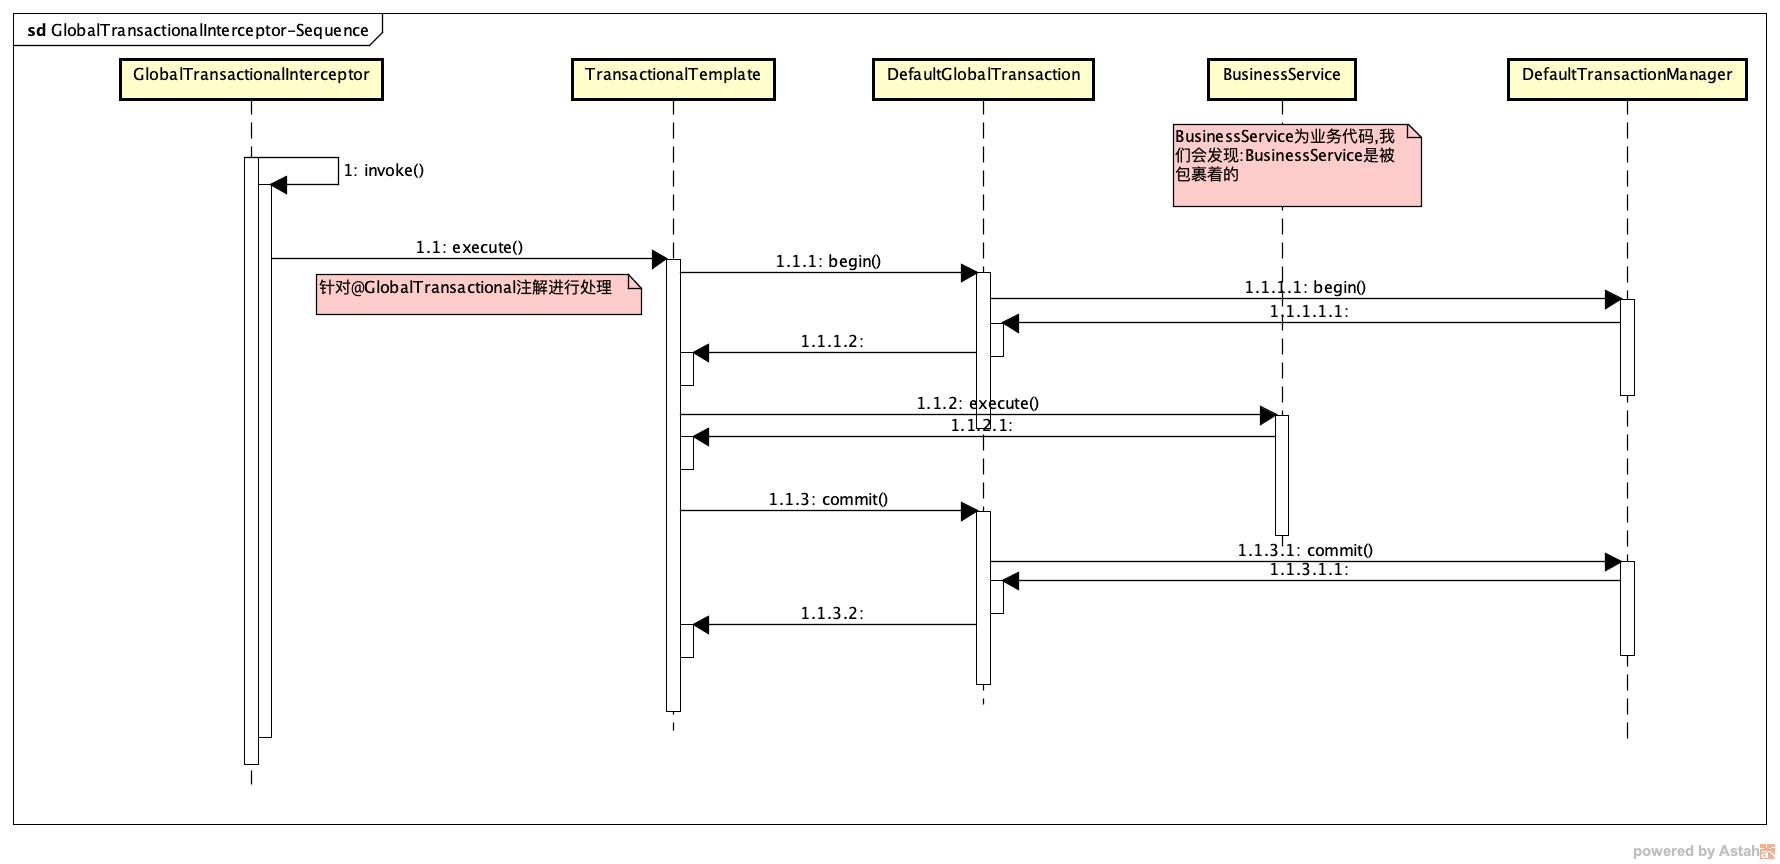 sd GlobalTransactionalInterceptor-Sequence
GlobalTransactionalInterceptor
TransactionalTemplate
DefaultGlobalTransaction
BusinessService
DefaultTransactionManager
BusinessService为业务代码,我
们会发现:BusinessService是被
包裹着的
1: invoke()
1.1: execute()
1.1.1: begin()
针对@GlobalTransactional注解进行处理
1.1.1.1: begin()
1.1.1.1.1:
1.1.1.2:
1.1.2: execute()
1.1.2.1:
1.1.3: commit()
1.1.3.1: commit()
1.1.3.1.1:
1.1.3.2:
powered by Astah